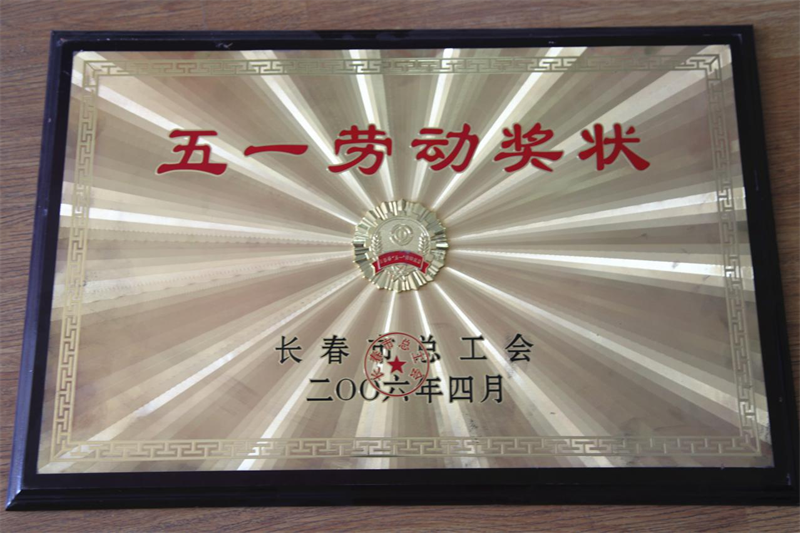 五一劳动奖状
长春市总工会
二〇〇六年四月